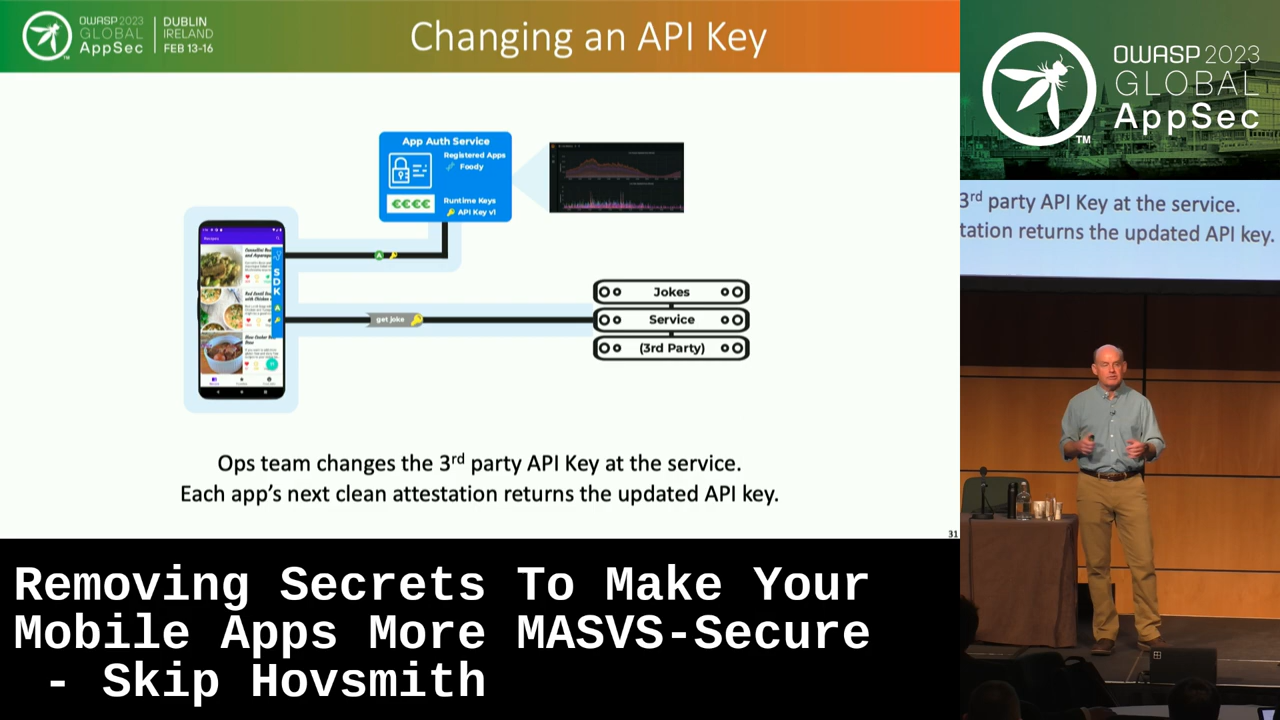 OWASP 2023
GLOBAL
AppSec
DUBLIN
IRELAND
FEB 13-16
TM
Changing an API Key
App Auth Service
Registered Apps
Foody
€€€€
Runtime Keys
API Key v1
Recipes
SDK
A
A
get joke
Jokes
Service
(3rd Party)
Ops team changes the 3rd party API Key at the service.
Each app's next clean attestation returns the updated API key.
31
OWASP 2023
GLOBAL
AppSec
TM
3rd party API Key at the service.
tation returns the updated API key.
Removing Secrets To Make Your
Mobile Apps More MASVS-Secure
- Skip Hovsmith